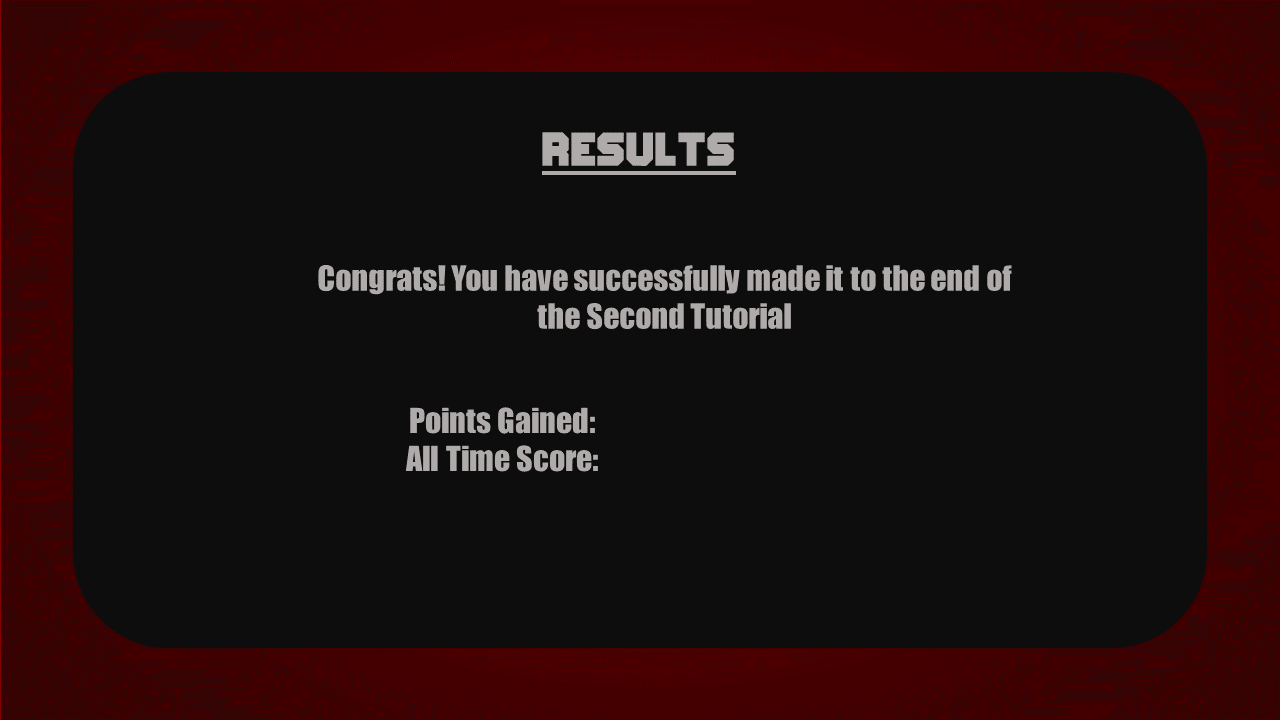 RESULTS
Congrats! You have successfully made it to the end of
the Second Tutorial
Points Gained:
All Time Score: